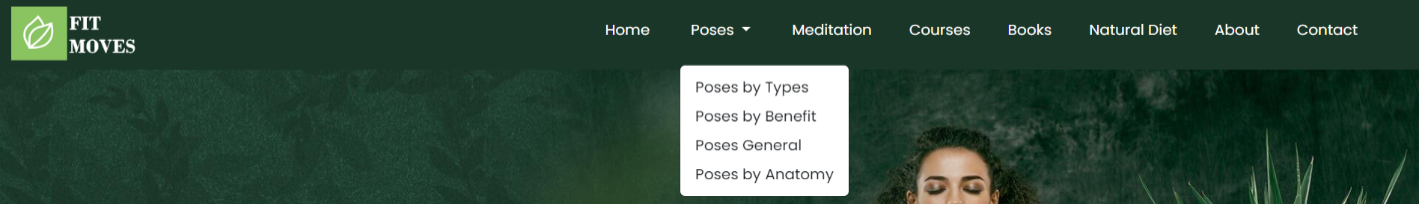 FIT
MOVES
Home Poses Meditation Courses Books Natural Diet About Contact
Poses by Types
Poses by Benefit
Poses General
Poses by Anatomy